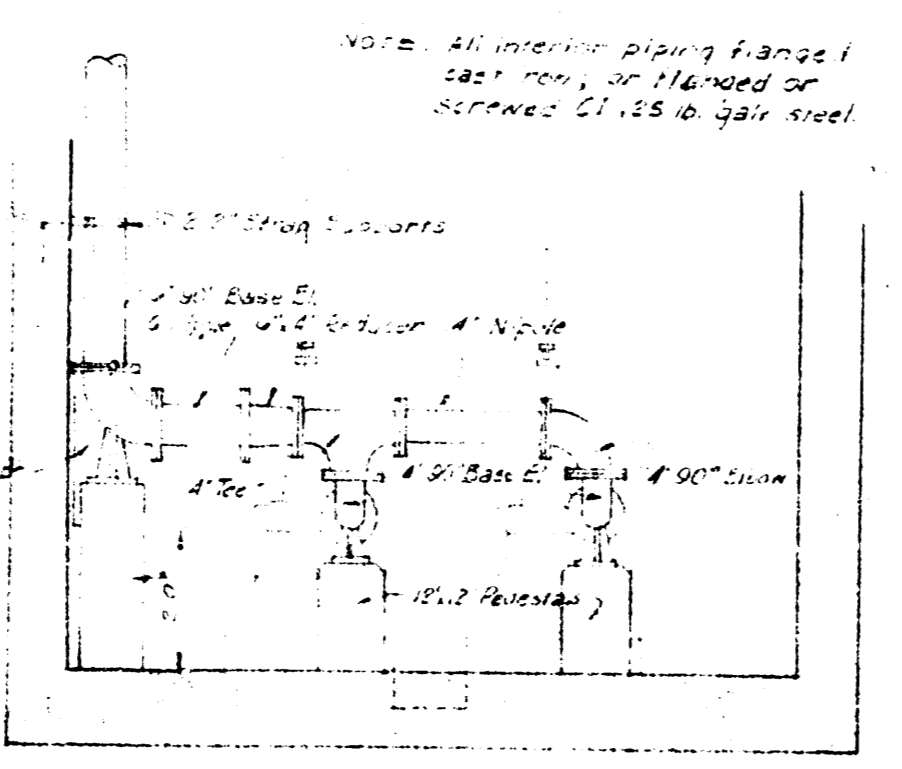 Note: All interior piping flanged
cast iron, or flanged or
screwed Cl. 125 lb. galv. steel.
2" Strap Supports
6" 90° Base El.
6"x4" Reducer 4" Nipple
4" Tee
4" 90° Base El.
4" 90° Elbow
12"x12" Pedestals